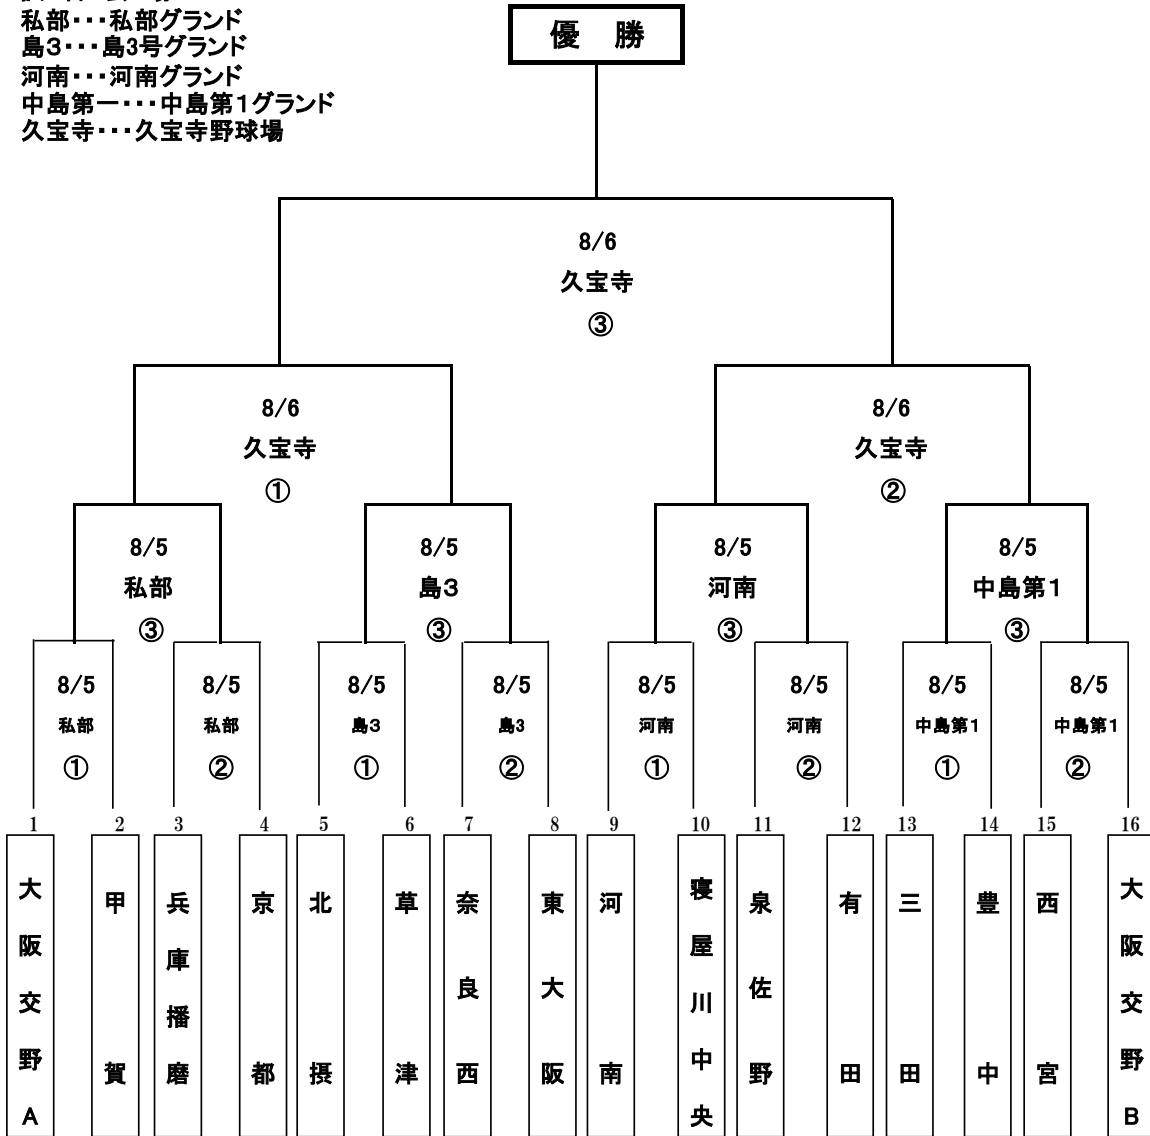 私部･･･私部グランド
島３･･･島3号グランド
河南･･･河南グランド
中島第一･･･中島第１グランド
久宝寺･･･久宝寺野球場
優　勝
8/6
久宝寺
③
8/6
久宝寺
①
8/6
久宝寺
②
8/5
私部
③
8/5
島３
③
8/5
河南
③
8/5
中島第１
③
8/5
私部
①
8/5
私部
②
8/5
島３
①
8/5
島3
②
8/5
河南
①
8/5
河南
②
8/5
中島第１
①
8/5
中島第1
②
1
2
3
4
5
6
7
8
9
10
11
12
13
14
15
16
大阪交野A
甲賀
兵庫播磨
京都
北摂
草津
奈良西
東大阪
河南
寝屋川中央
泉佐野
有田
三田
豊中
西宮
大阪交野B